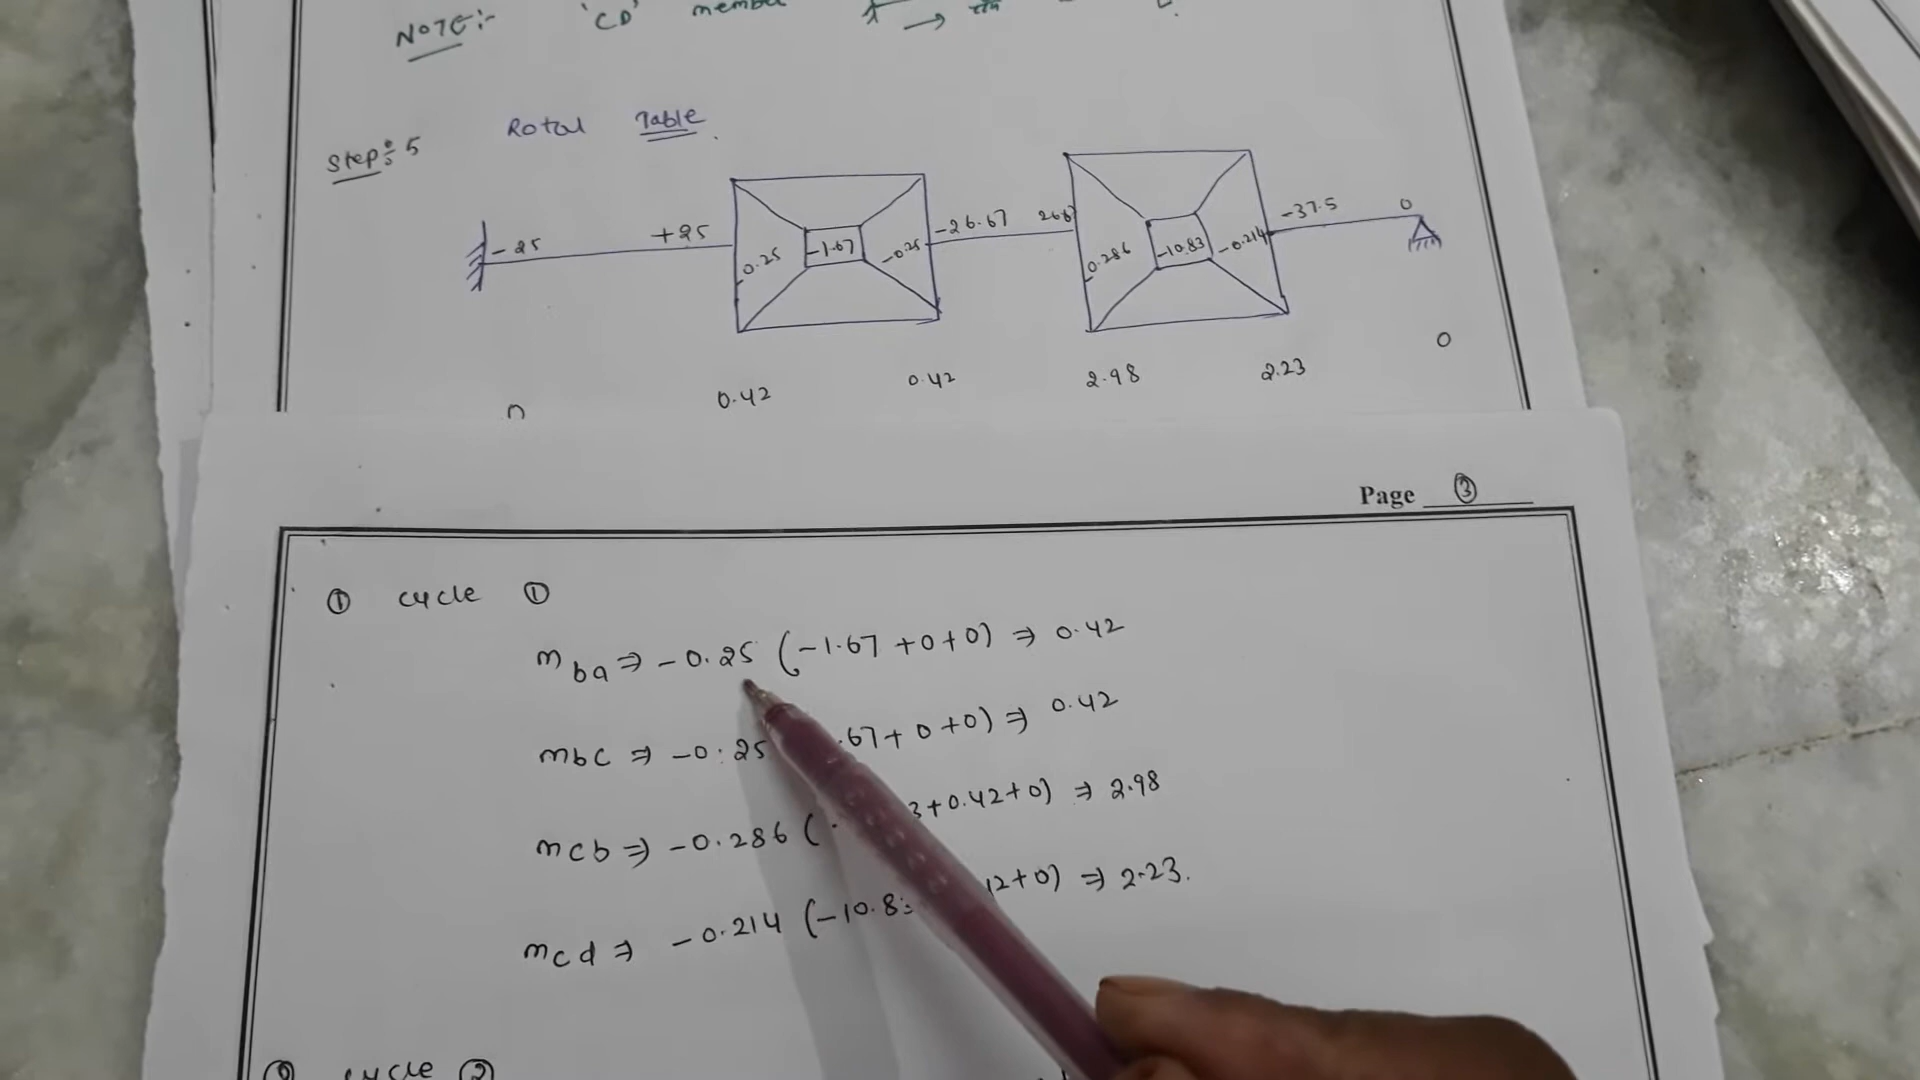 NOTE:- 'CD' member
Step: 5 Rotal Table.
-25 +25 -0.25 -1.67 -0.25 -26.67 26.67 -0.286 -10.83 -0.214 -37.5 0
0 0.42 0.42 2.98 2.23 0
Page ③
① cycle ①
mba ⇒ -0.25 (-1.67 +0+0) ⇒ 0.42
mbc ⇒ -0.25 .67+ 0+0) ⇒ 0.42
mcb ⇒ -0.286 ( 3+0.42+0) ⇒ 2.98
mcd ⇒ -0.214 (-10.8 2+0) ⇒ 2.23.
② cycle ②